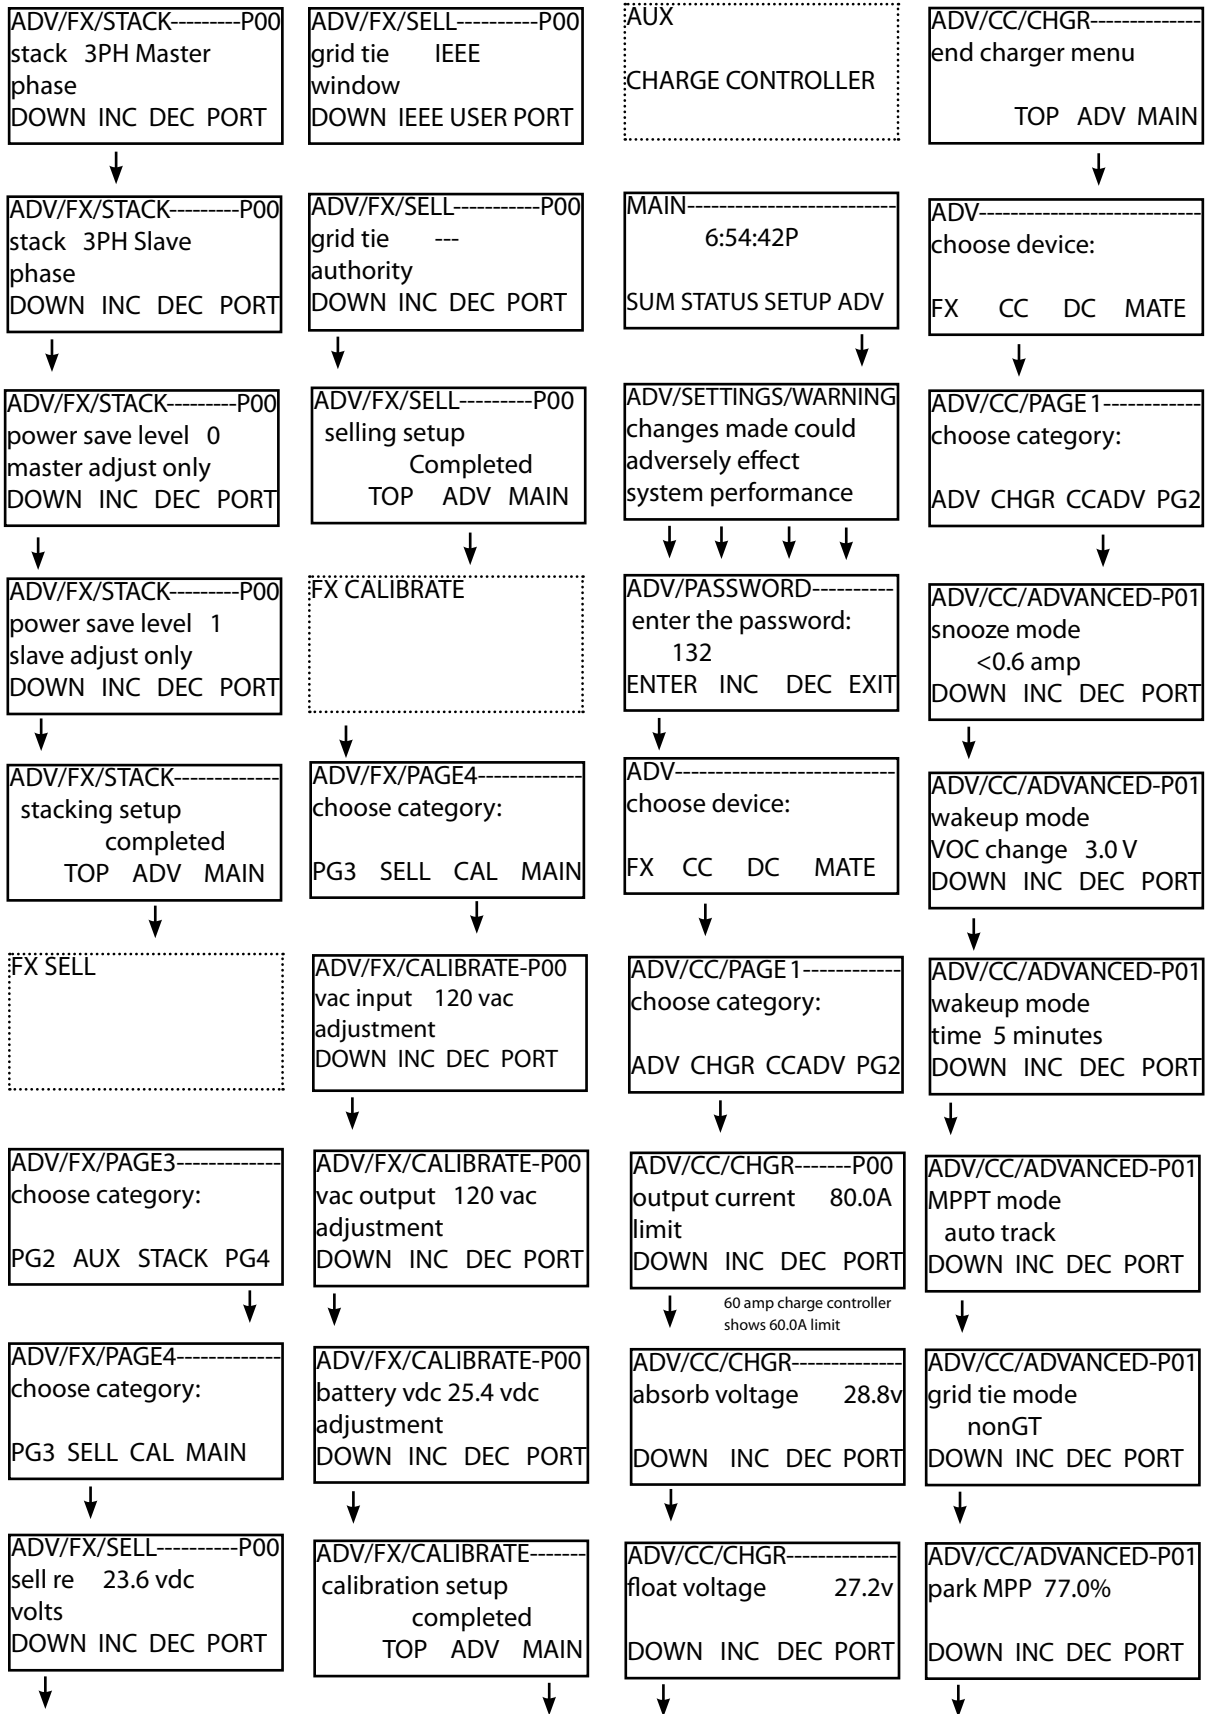 ADV/FX/STACK---------P00
stack 3PH Master
phase
DOWN INC DEC PORT
ADV/FX/STACK---------P00
stack 3PH Slave
phase
DOWN INC DEC PORT
ADV/FX/STACK---------P00
power save level 0
master adjust only
DOWN INC DEC PORT
ADV/FX/STACK---------P00
power save level 1
slave adjust only
DOWN INC DEC PORT
ADV/FX/STACK-------------
stacking setup
completed
TOP ADV MAIN
FX SELL
ADV/FX/PAGE3-------------
choose category:
PG2 AUX STACK PG4
ADV/FX/PAGE4-------------
choose category:
PG3 SELL CAL MAIN
ADV/FX/SELL----------P00
sell re 23.6 vdc
volts
DOWN INC DEC PORT
ADV/FX/SELL----------P00
grid tie IEEE
window
DOWN IEEE USER PORT
ADV/FX/SELL-----------P00
grid tie ---
authority
DOWN INC DEC PORT
ADV/FX/SELL---------P00
selling setup
Completed
TOP ADV MAIN
FX CALIBRATE
ADV/FX/PAGE4-------------
choose category:
PG3 SELL CAL MAIN
ADV/FX/CALIBRATE-P00
vac input 120 vac
adjustment
DOWN INC DEC PORT
ADV/FX/CALIBRATE-P00
vac output 120 vac
adjustment
DOWN INC DEC PORT
ADV/FX/CALIBRATE-P00
battery vdc 25.4 vdc
adjustment
DOWN INC DEC PORT
ADV/FX/CALIBRATE-------
calibration setup
completed
TOP ADV MAIN
AUX
CHARGE CONTROLLER
MAIN---------------------------
6:54:42P
SUM STATUS SETUP ADV
ADV/SETTINGS/WARNING
changes made could
adversely effect
system performance
ADV/PASSWORD----------
enter the password:
132
ENTER INC DEC EXIT
ADV----------------------------
choose device:
FX CC DC MATE
ADV/CC/PAGE1------------
choose category:
ADV CHGR CCADV PG2
ADV/CC/CHGR-------P00
output current 80.0A
limit
DOWN INC DEC PORT
60 amp charge controller
shows 60.0A limit
ADV/CC/CHGR--------------
absorb voltage 28.8v
DOWN INC DEC PORT
ADV/CC/CHGR--------------
float voltage 27.2v
DOWN INC DEC PORT
ADV/CC/CHGR--------------
end charger menu
TOP ADV MAIN
ADV----------------------------
choose device:
FX CC DC MATE
ADV/CC/PAGE1------------
choose category:
ADV CHGR CCADV PG2
ADV/CC/ADVANCED-P01
snooze mode
<0.6 amp
DOWN INC DEC PORT
ADV/CC/ADVANCED-P01
wakeup mode
VOC change 3.0 V
DOWN INC DEC PORT
ADV/CC/ADVANCED-P01
wakeup mode
time 5 minutes
DOWN INC DEC PORT
ADV/CC/ADVANCED-P01
MPPT mode
auto track
DOWN INC DEC PORT
ADV/CC/ADVANCED-P01
grid tie mode
nonGT
DOWN INC DEC PORT
ADV/CC/ADVANCED-P01
park MPP 77.0%
DOWN INC DEC PORT